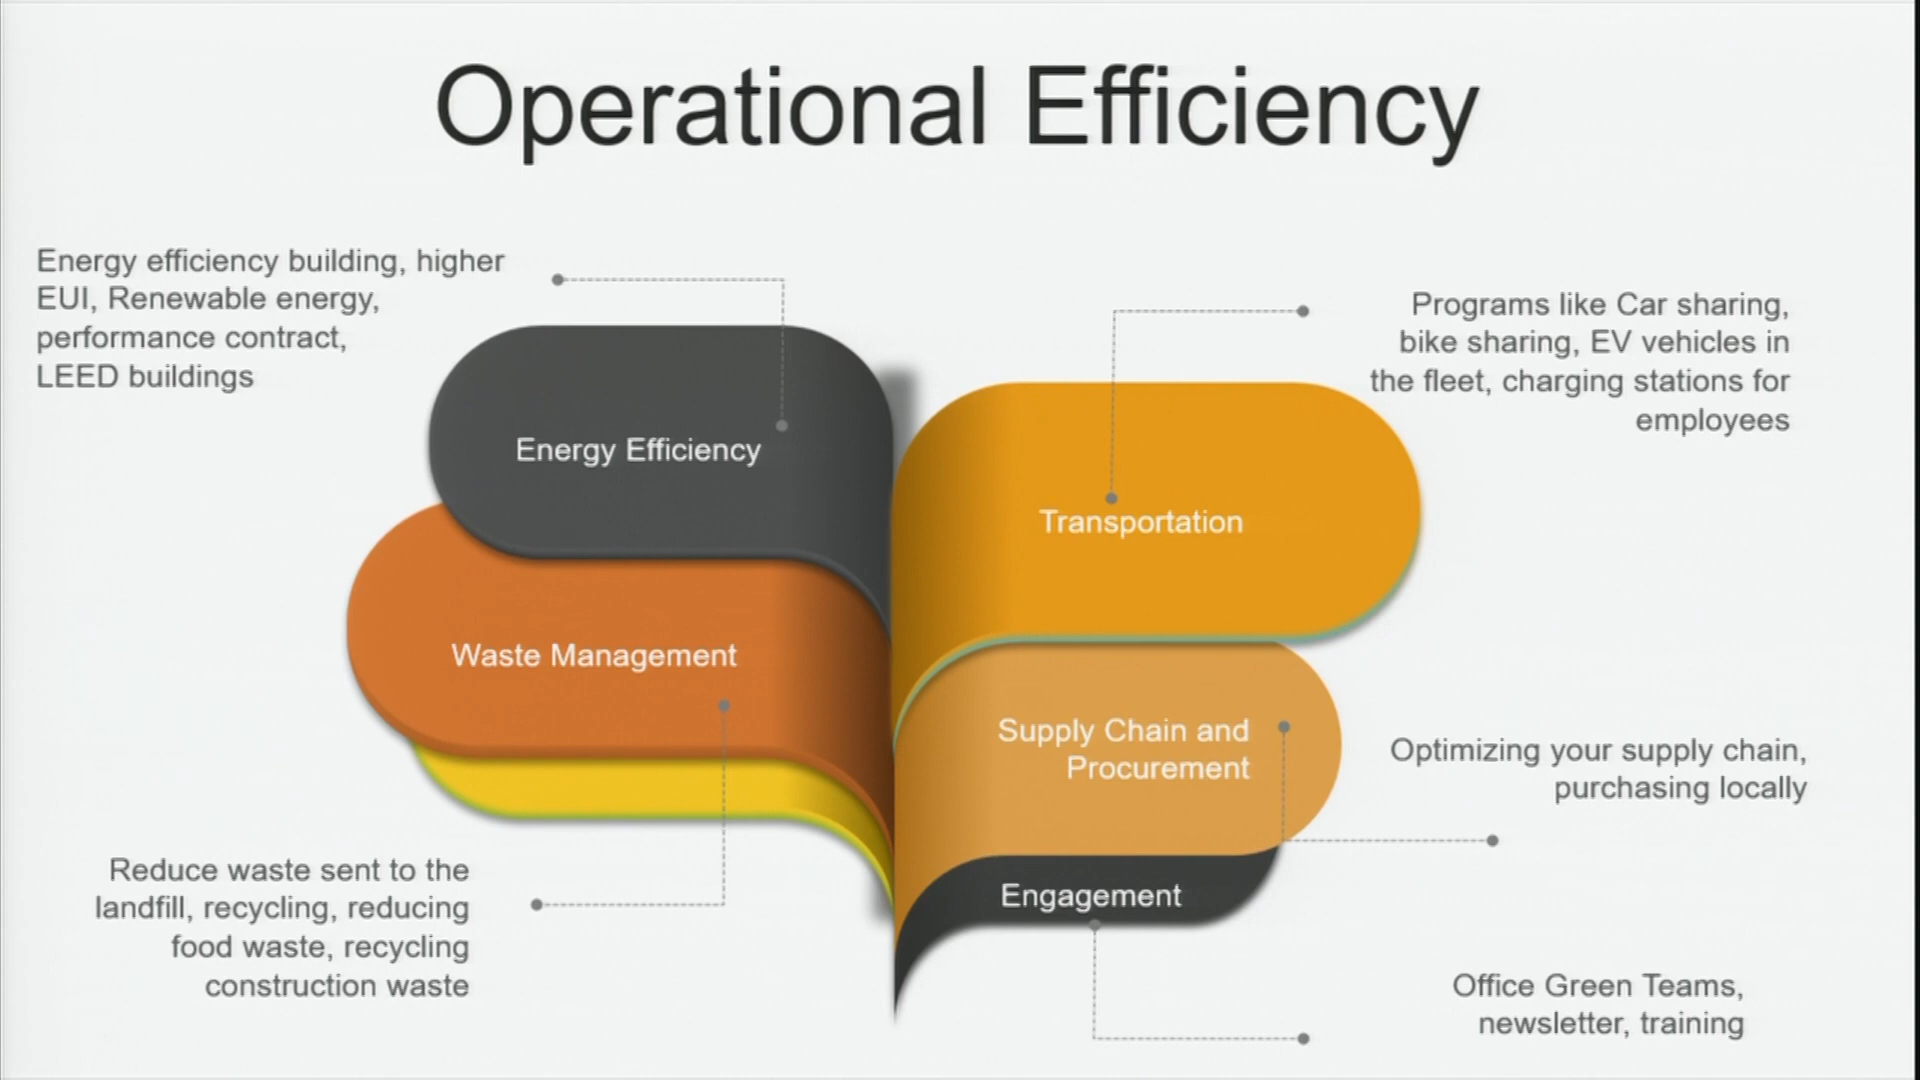 Operational Efficiency
Energy efficiency building, higher
EUI, Renewable energy,
performance contract,
LEED buildings
Programs like Car sharing,
bike sharing, EV vehicles in
the fleet, charging stations for
employees
Energy Efficiency
Transportation
Waste Management
Supply Chain and
Procurement
Optimizing your supply chain,
purchasing locally
Engagement
Reduce waste sent to the
landfill, recycling, reducing
food waste, recycling
construction waste
Office Green Teams,
newsletter, training